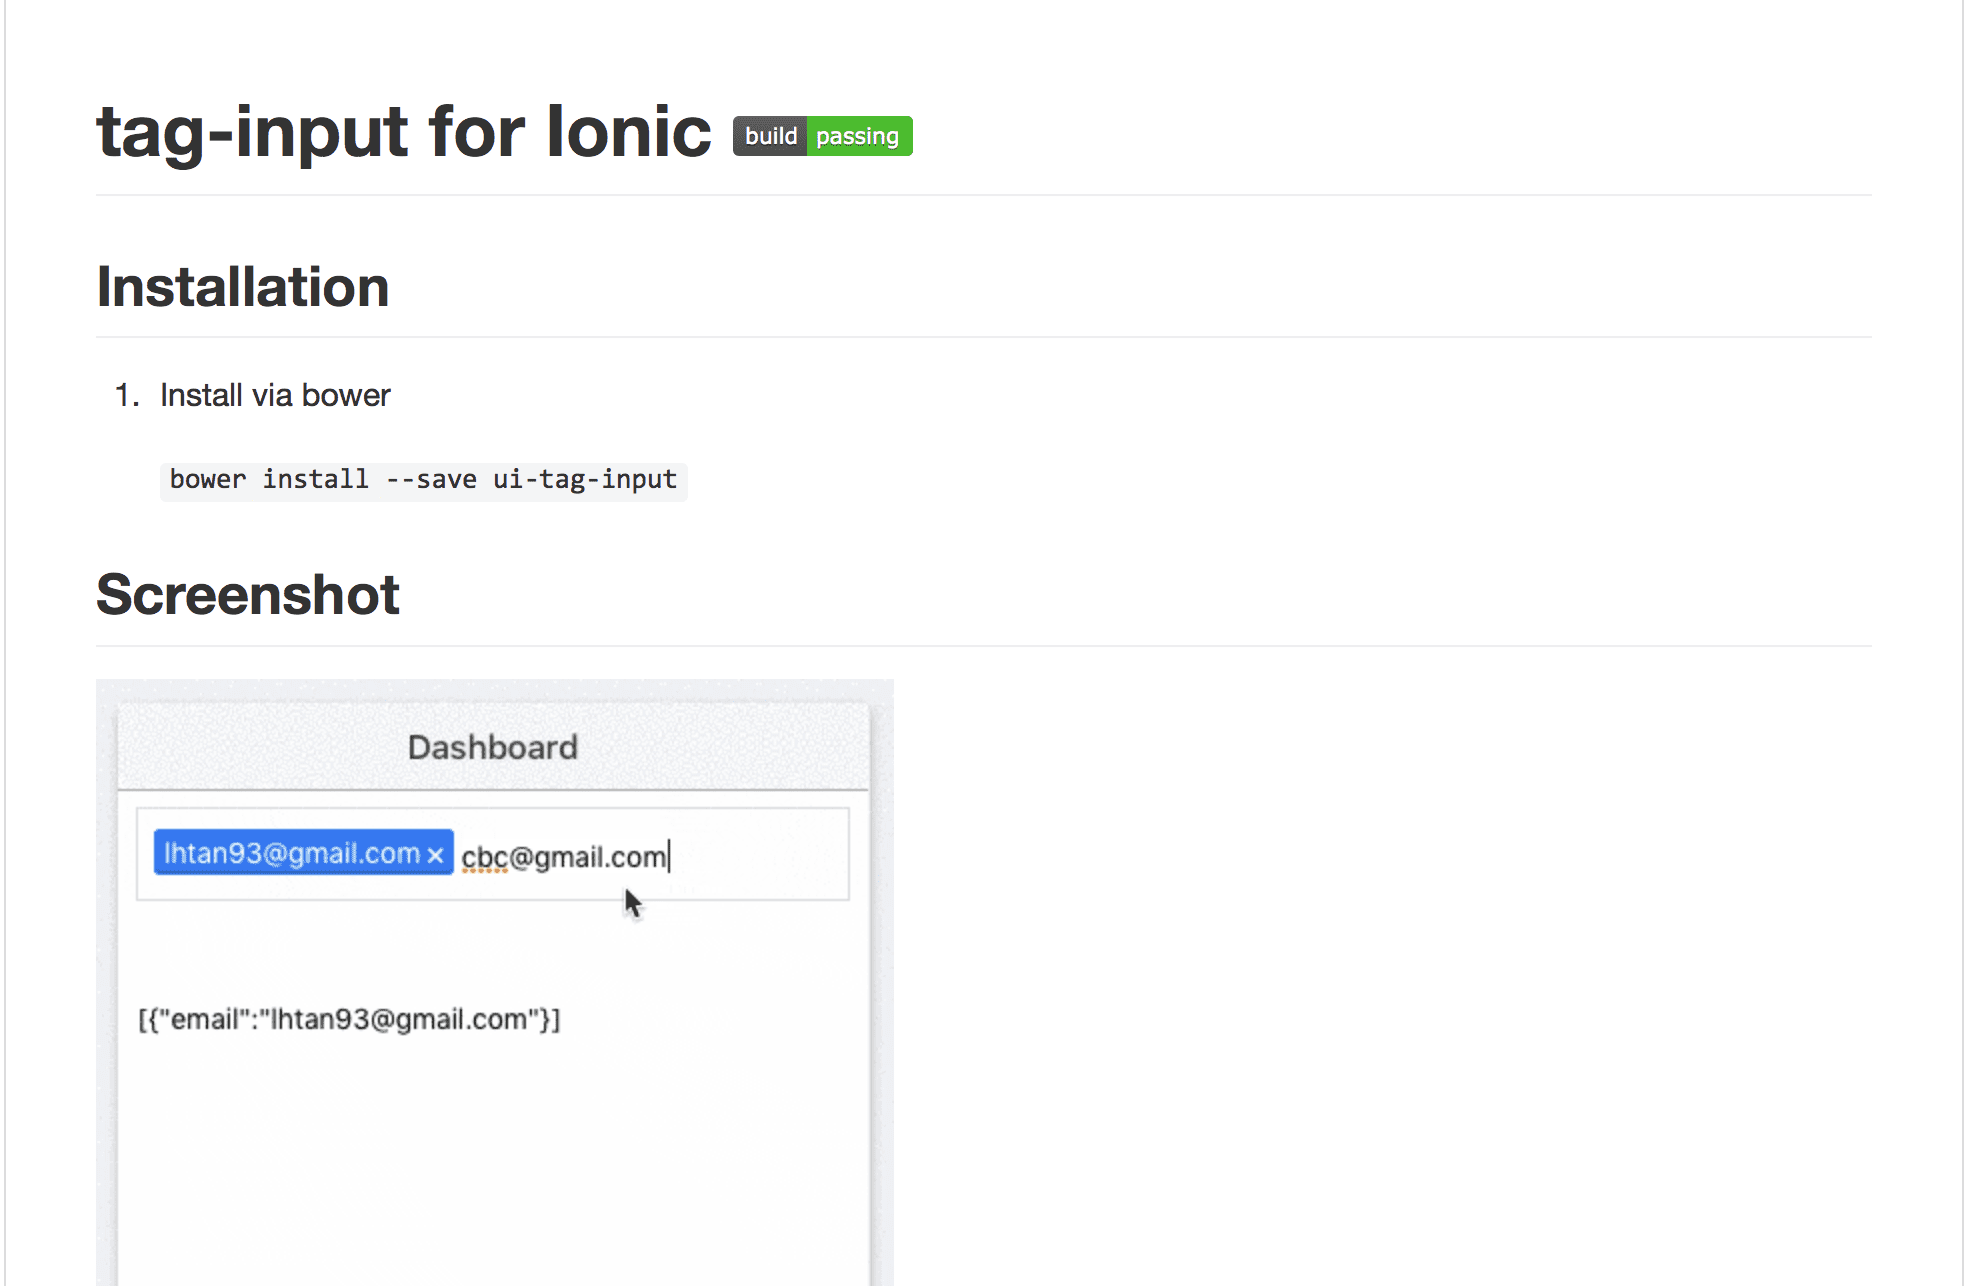 tag-input for Ionic build passing
Installation
1. Install via bower
bower install --save ui-tag-input
Screenshot
Dashboard
lhtan93@gmail.com × cbc@gmail.com
[{"email":"lhtan93@gmail.com"}]